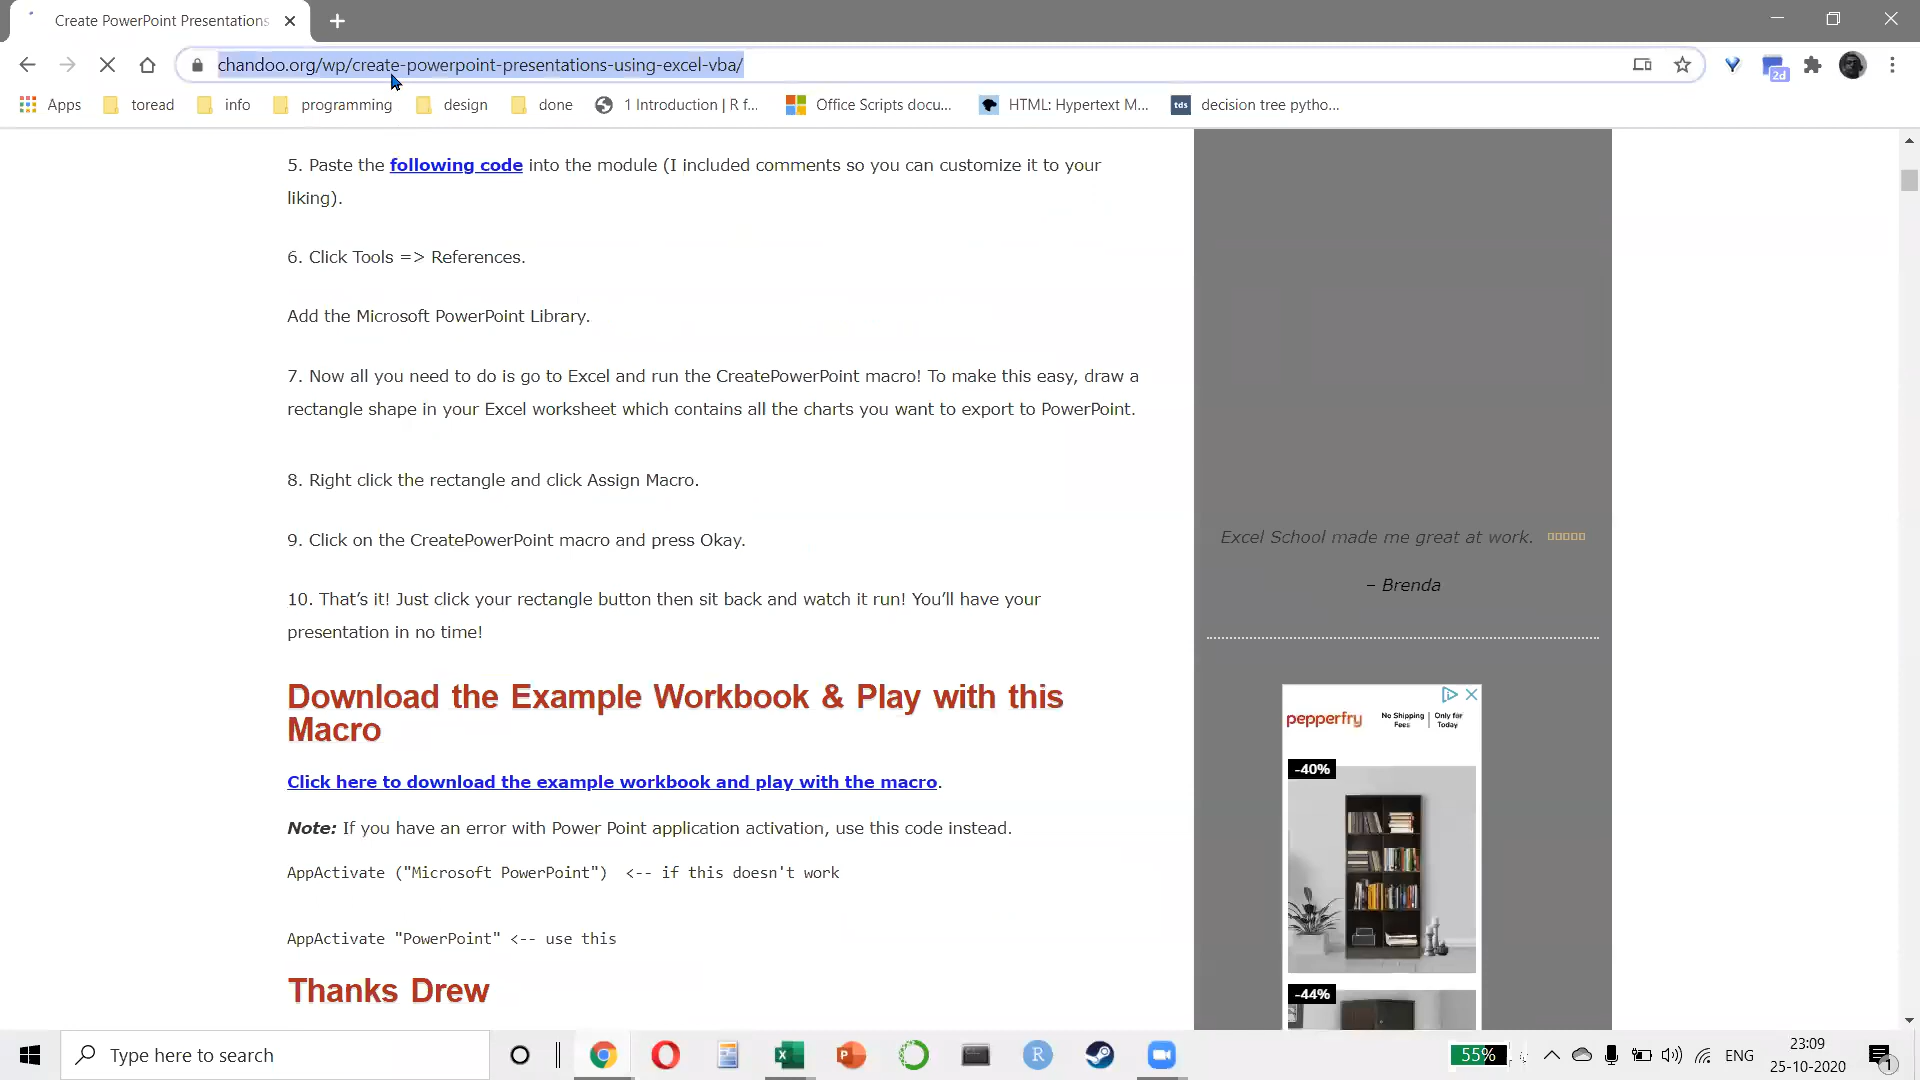 Create PowerPoint Presentations
chandoo.org/wp/create-powerpoint-presentations-using-excel-vba/
2d
Apps toread info programming design done 1 Introduction | R f... Office Scripts docu... HTML: Hypertext M... tds decision tree pytho...
5. Paste the following code into the module (I included comments so you can customize it to your
liking).
6. Click Tools => References.
Add the Microsoft PowerPoint Library.
7. Now all you need to do is go to Excel and run the CreatePowerPoint macro! To make this easy, draw a
rectangle shape in your Excel worksheet which contains all the charts you want to export to PowerPoint.
8. Right click the rectangle and click Assign Macro.
9. Click on the CreatePowerPoint macro and press Okay.
10. That’s it! Just click your rectangle button then sit back and watch it run! You’ll have your
presentation in no time!
Download the Example Workbook & Play with this
Macro
Click here to download the example workbook and play with the macro.
Note: If you have an error with Power Point application activation, use this code instead.
AppActivate ("Microsoft PowerPoint")  <-- if this doesn't work
AppActivate "PowerPoint" <-- use this
Thanks Drew
Excel School made me great at work.
– Brenda
pepperfry No Shipping Fees | Only for Today
-40%
-44%
Type here to search
R
55%
ENG
23:09
25-10-2020
1